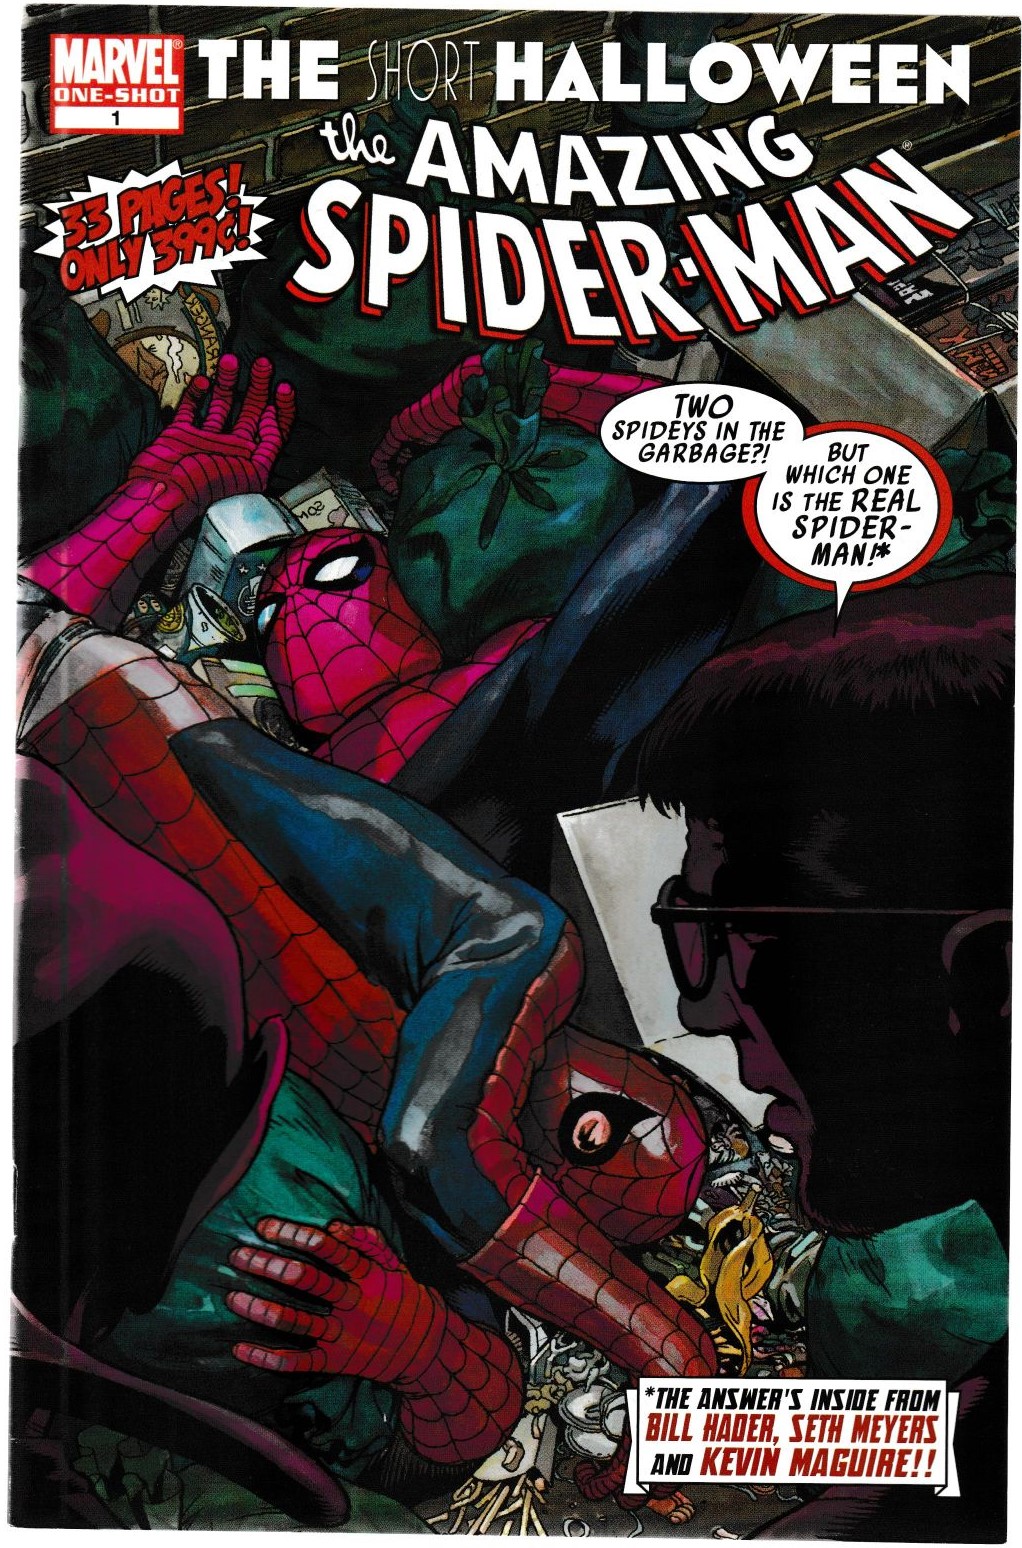 MARVEL®
ONE-SHOT
1
THE SHORT HALLOWEEN
the AMAZING
SPIDER-MAN®
33 PAGES!
ONLY 399¢!
TWO
SPIDEYS IN THE
GARBAGE?!
BUT
WHICH ONE
IS THE REAL
SPIDER-
MAN!*
*THE ANSWER'S INSIDE FROM
BILL HADER, SETH MEYERS
AND KEVIN MAGUIRE!!